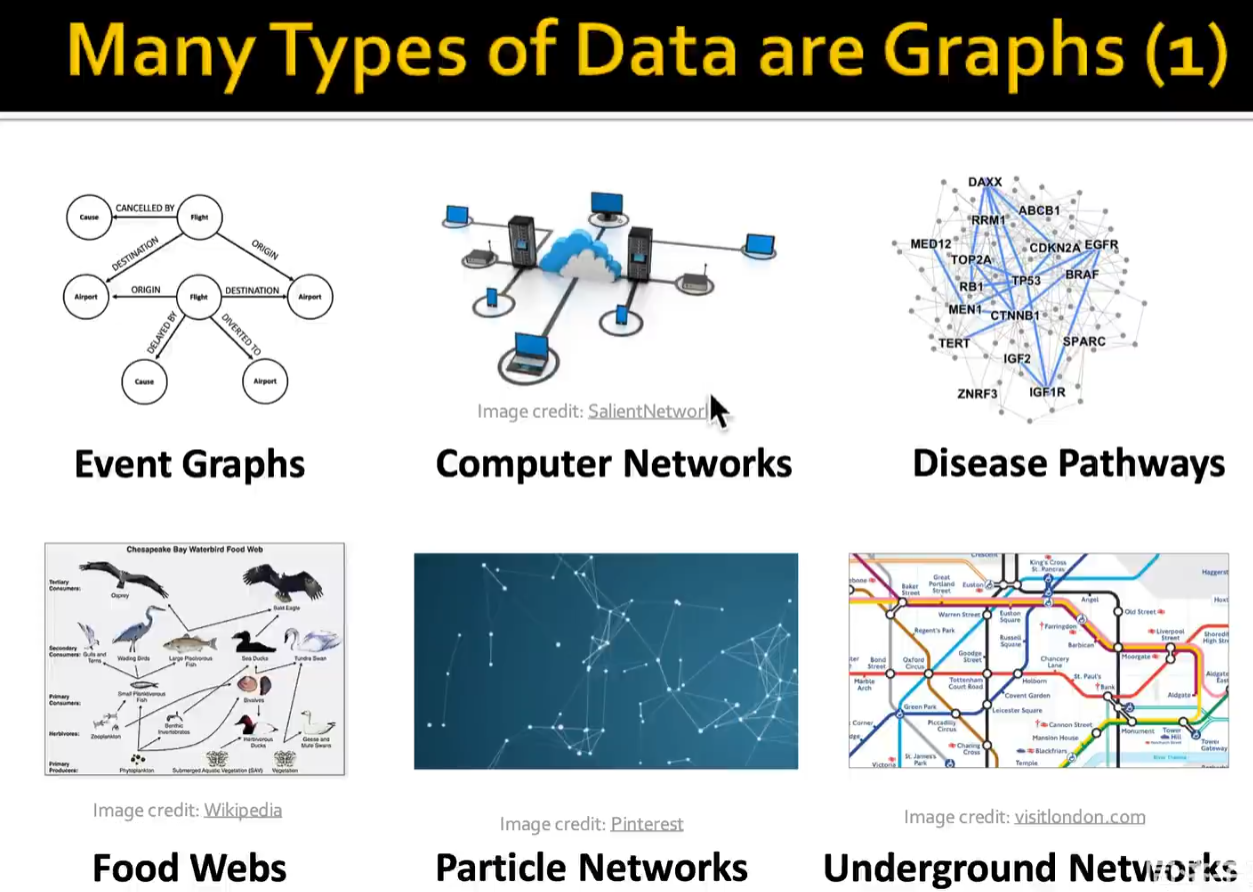 Many Types of Data are Graphs (1)
Cause
CANCELLED BY
Flight
DESTINATION
ORIGIN
Airport
ORIGIN
Flight
DESTINATION
Airport
DELAYED BY
DIVERTED TO
Cause
Airport
Event Graphs
Image credit: SalientNetwor
Computer Networks
DAXX
ABCB1
RRM1
MED12
CDKN2A
EGFR
TOP2A
BRAF
TP53
RB1
MEN1
CTNNB1
TERT
SPARC
IGF2
ZNRF3
IGF1R
Disease Pathways
Chesapeake Bay Waterbird Food Web
Tertiary
Consumers:
Osprey
Bald Eagle
Secondary
Consumers:
Gulls and
Terns
Wading Birds
Large Piscivorous
Fish
Sea Ducks
Tundra Swan
Primary
Consumers:
Small Planktivorous
Fish
Bivalves
Herbivores:
Zooplankton
Benthic
Invertebrates
Herbivorous
Ducks
Geese and
Mute Swans
Primary
Producers:
Phytoplankton
Submerged Aquatic Vegetation (SAV)
Vegetation
Image credit: Wikipedia
Food Webs
Image credit: Pinterest
Particle Networks
King's Cross
St. Pancras
Baker
Street
Great
Portland
Street
Euston
Haggerst
Warren Street
Euston
Square
Angel
Old Street
Regent's Park
Farringdon
Liverpool
Street
Russell
Square
Barbican
Shoredi
High Stre
Bond
Street
Oxford
Circus
Goodge
Street
Moorgate
Chancery
Lane
Marble
Arch
Tottenham
Court Road
Holborn
St. Paul's
Bank
Aldgate
Covent Garden
Green Park
Leicester Square
Piccadilly
Circus
Cannon Street
Monument
Tower
Hill
Tower
Gateway
Mansion House
Charing
Cross
Blackfriars
Corner
Victoria
St. James's
Park
Temple
Image credit: visitlondon.com
Underground Networks